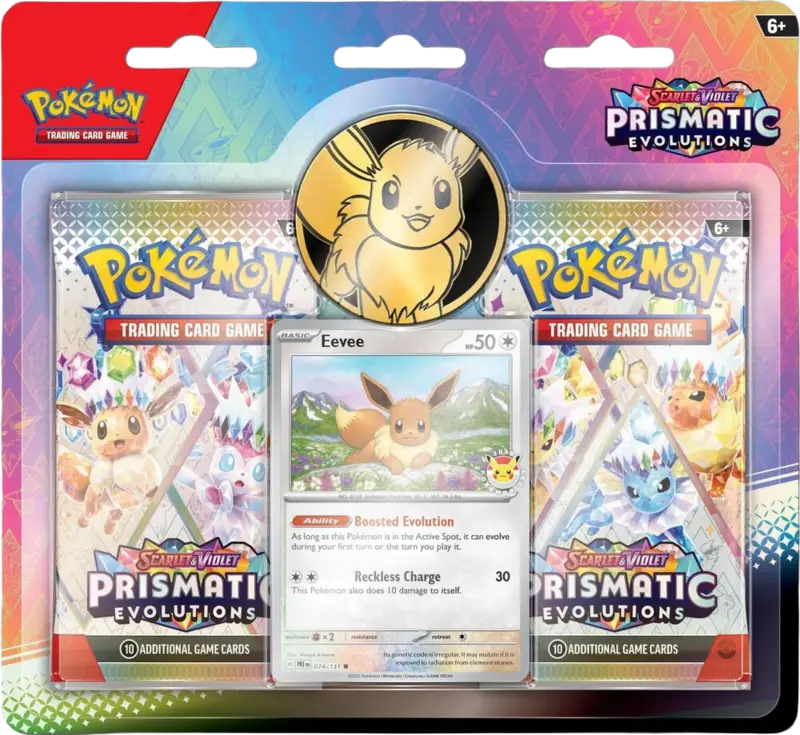 6+
POKéMON
TRADING CARD GAME
SCARLET & VIOLET
PRISMATIC
EVOLUTIONS
6
6+
POKéMON
TRADING CARD GAME
POKéMON
TRADING CARD GAME
BASIC
Eevee
HP50
2025
Ability Boosted Evolution
As long as this Pokémon is in the Active Spot, it can evolve
during your first turn or the turn you play it.
Reckless Charge 30
This Pokémon also does 10 damage to itself.
weakness ×2 resistance retreat
Its genetic code is irregular. It may mutate if it is
exposed to radiation from element stones.
PRE EN 074/131
SCARLET & VIOLET
PRISMATIC
EVOLUTIONS
10 ADDITIONAL GAME CARDS
SCARLET & VIOLET
PRISMATIC
EVOLUTIONS
10 ADDITIONAL GAME CARDS